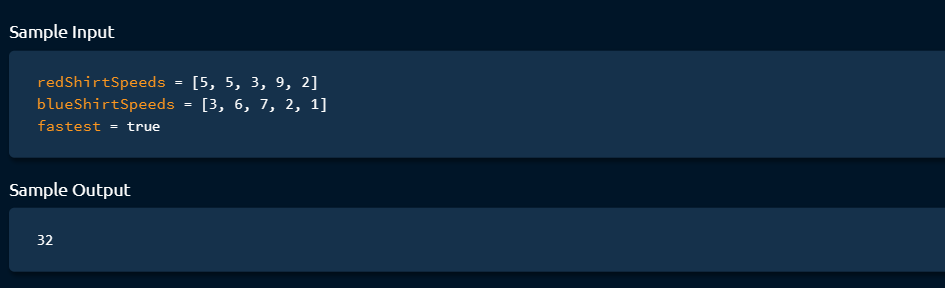 Sample Input
redShirtSpeeds = [5, 5, 3, 9, 2]
blueShirtSpeeds = [3, 6, 7, 2, 1]
fastest = true
Sample Output
32